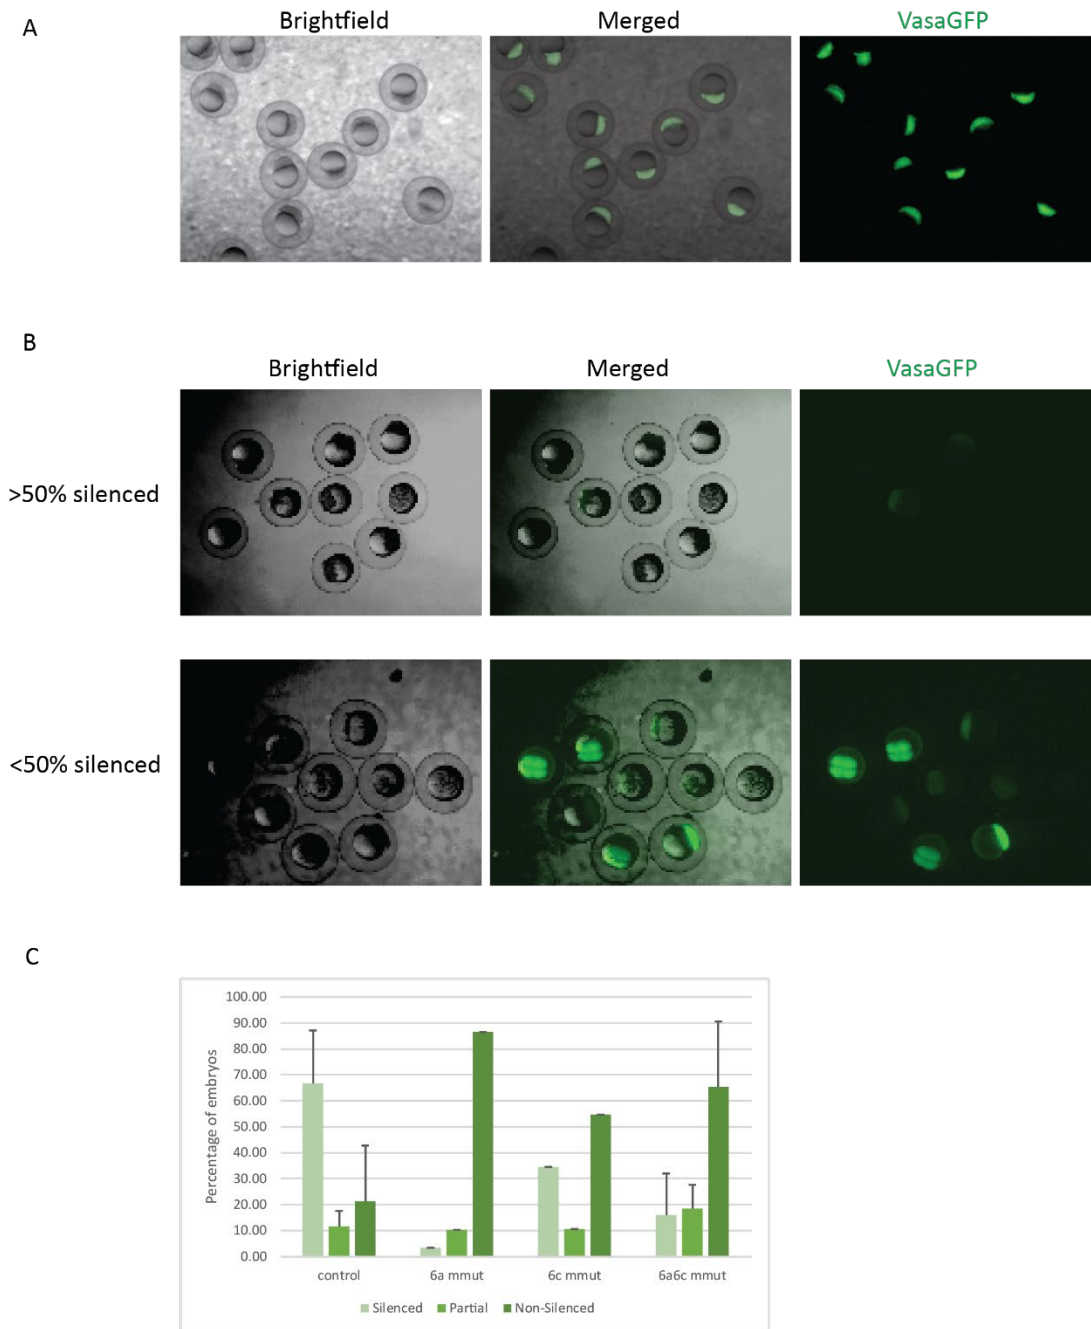 A
Brightfield Merged VasaGFP
B
Brightfield Merged VasaGFP
>50% silenced
<50% silenced
C
100.00
90.00
80.00
70.00
60.00
50.00
40.00
30.00
20.00
10.00
0.00
Percentage of embryos
control 6a mmut 6c mmut 6a6c mmut
Silenced Partial Non-Silenced